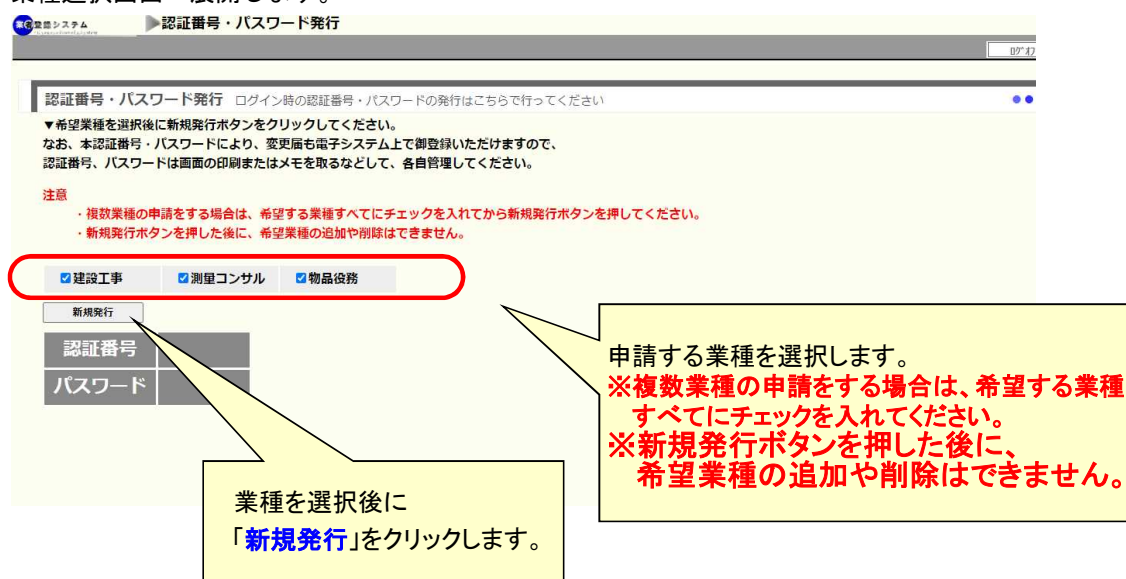 業種選択画面へ展開します。
業者登録システム
▶認証番号・パスワード発行
ﾛｸﾞｵﾌ
認証番号・パスワード発行 ログイン時の認証番号・パスワードの発行はこちらで行ってください
▼希望業種を選択後に新規発行ボタンをクリックしてください。
なお、本認証番号・パスワードにより、変更届も電子システム上で御登録いただけますので、
認証番号、パスワードは画面の印刷またはメモを取るなどして、各自管理してください。
注意
・複数業種の申請をする場合は、希望する業種すべてにチェックを入れてから新規発行ボタンを押してください。
・新規発行ボタンを押した後に、希望業種の追加や削除はできません。
建設工事 測量コンサル 物品役務
新規発行
認証番号
パスワード
申請する業種を選択します。
※複数業種の申請をする場合は、希望する業種
すべてにチェックを入れてください。
※新規発行ボタンを押した後に、
希望業種の追加や削除はできません。
業種を選択後に
「新規発行」をクリックします。